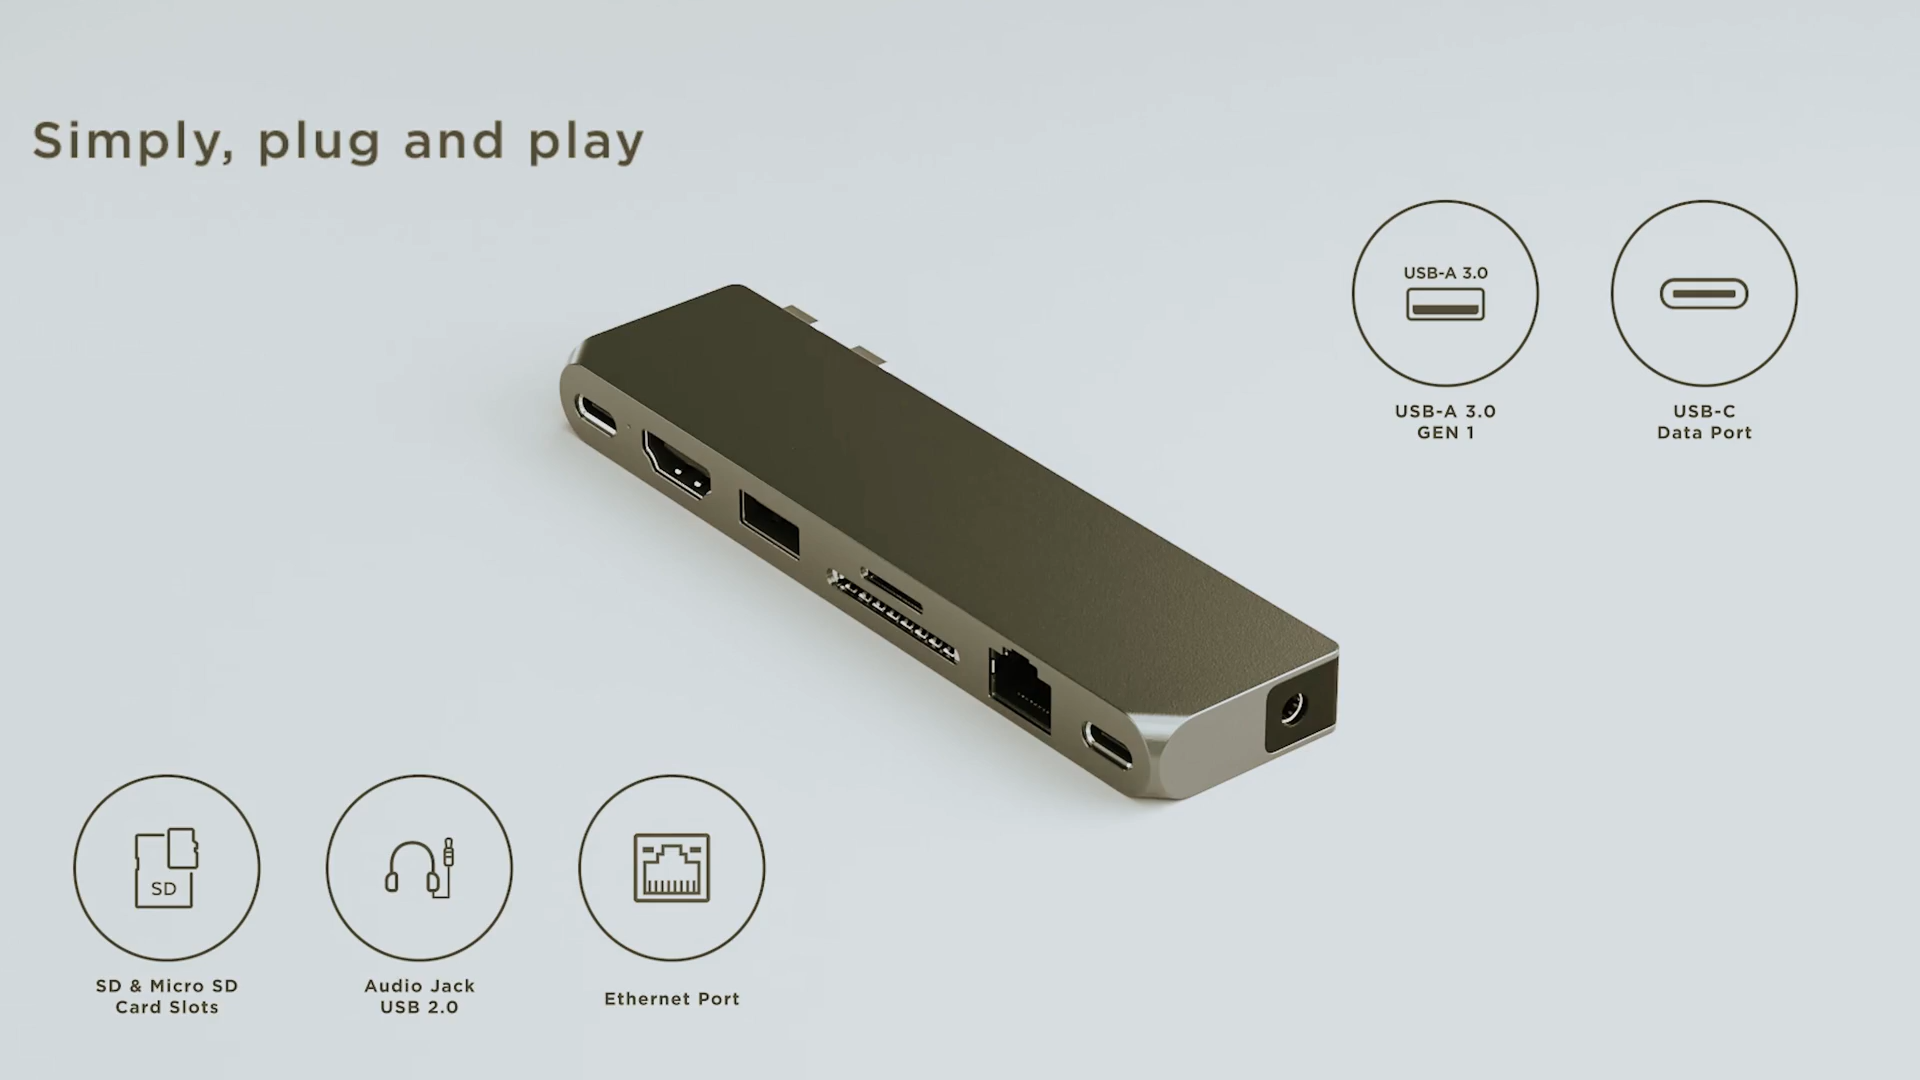 Simply, plug and play
USB-A 3.0
USB-A 3.0
GEN 1
USB-C
Data Port
SD
SD & Micro SD
Card Slots
Audio Jack
USB 2.0
Ethernet Port